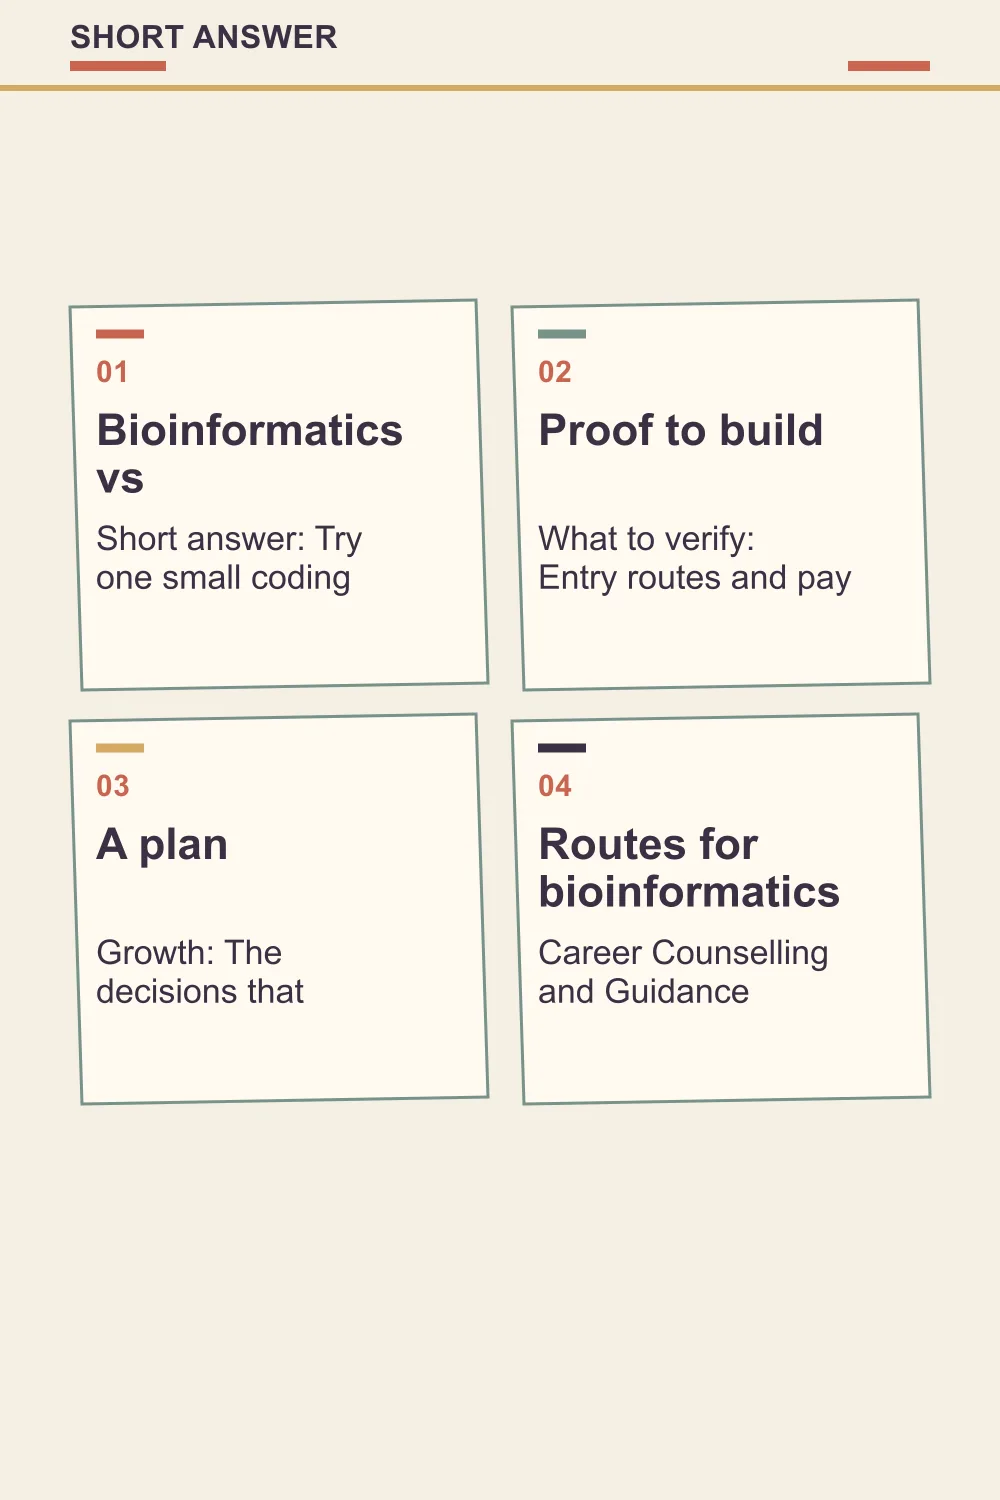 SHORT ANSWER
01
Bioinformatics
vs
Short answer: Try
one small coding
02
Proof to build
What to verify:
Entry routes and pay
03
A plan
Growth: The
decisions that
04
Routes for
bioinformatics
Career Counselling
and Guidance